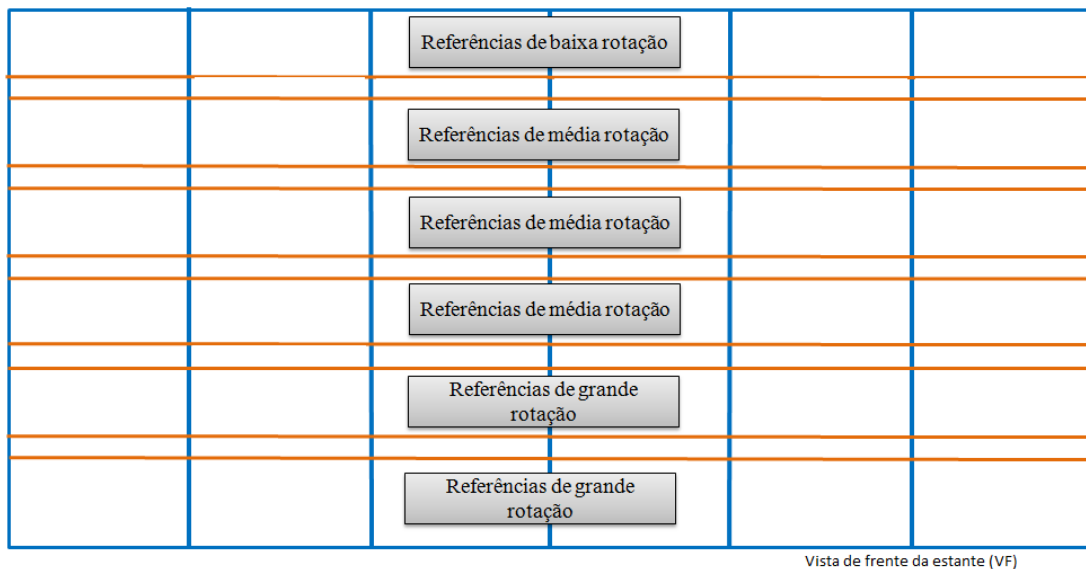 Referências de baixa rotação
Referências de média rotação
Referências de média rotação
Referências de média rotação
Referências de grande
rotação
Referências de grande
rotação
Vista de frente da estante (VF)